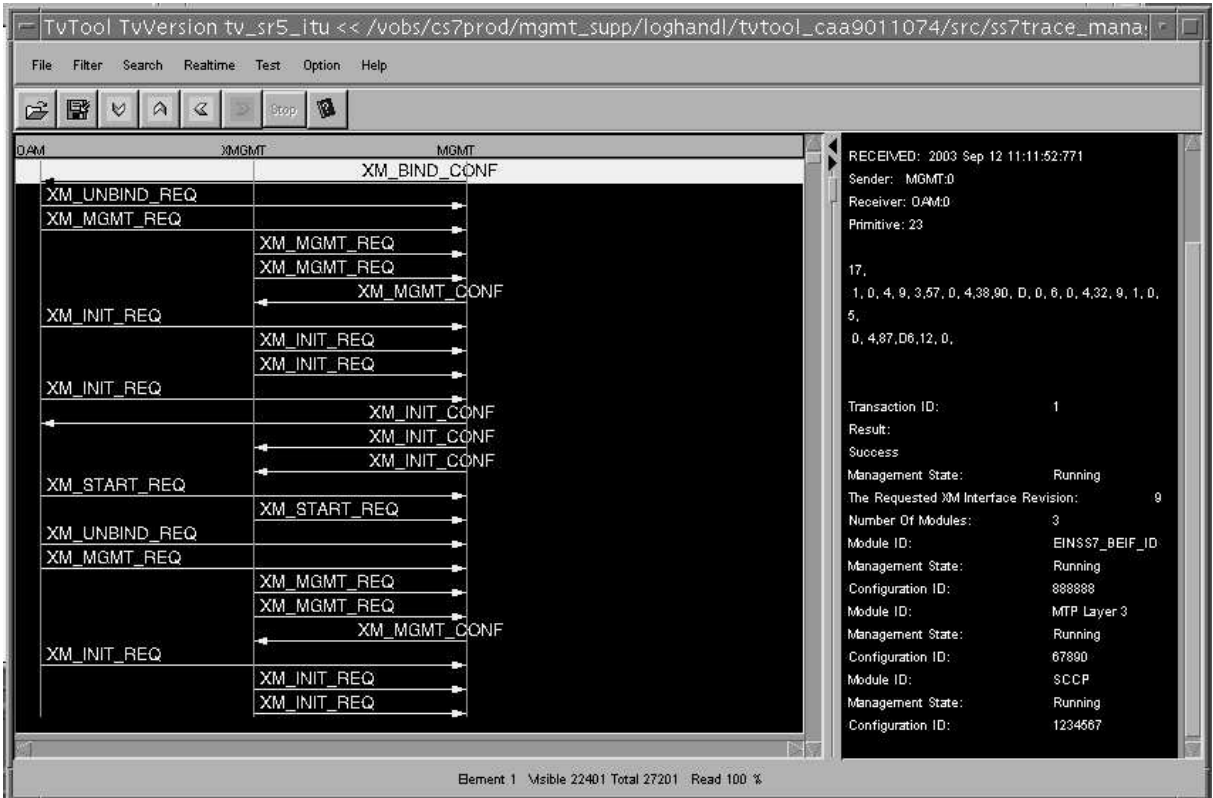 TvTool TvVersion tv_sr5_itu << /vobs/cs7prod/mgmt_supp/loghandl/tvtool_caa9011074/src/ss7trace_mana
File Filter Search Realtime Test Option Help
Stop
OAM XMGMT MGMT
XM_BIND_CONF
XM_UNBIND_REQ
XM_MGMT_REQ
XM_MGMT_REQ
XM_MGMT_REQ
XM_MGMT_CONF
XM_INIT_REQ
XM_INIT_REQ
XM_INIT_REQ
XM_INIT_REQ
XM_INIT_CONF
XM_INIT_CONF
XM_INIT_CONF
XM_START_REQ
XM_START_REQ
XM_UNBIND_REQ
XM_MGMT_REQ
XM_MGMT_REQ
XM_MGMT_REQ
XM_MGMT_CONF
XM_INIT_REQ
XM_INIT_REQ
XM_INIT_REQ
RECEIVED: 2003 Sep 12 11:11:52:771
Sender: MGMT:0
Receiver: OAM:0
Primitive: 23
17,
1, 0, 4, 9, 3,57, 0, 4,38,90, D, 0, 6, 0, 4,32, 9, 1, 0,
5,
0, 4,87,D6,12, 0,
Transaction ID: 1
Result:
Success
Management State: Running
The Requested XM Interface Revision: 9
Number Of Modules: 3
Module ID: EINSS7_BEIF_ID
Management State: Running
Configuration ID: 888888
Module ID: MTP Layer 3
Management State: Running
Configuration ID: 67890
Module ID: SCCP
Management State: Running
Configuration ID: 1234567
Element 1 Visible 22401 Total 27201 Read 100 %